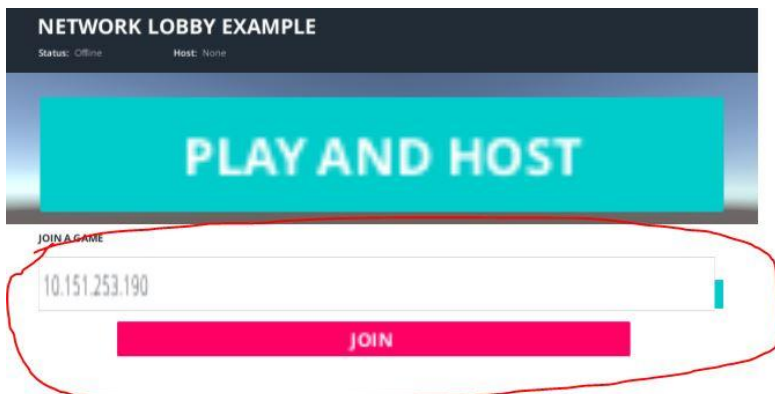 NETWORK LOBBY EXAMPLE
Status: Offline Host: None
PLAY AND HOST
JOIN A GAME
10.151.253.190
JOIN